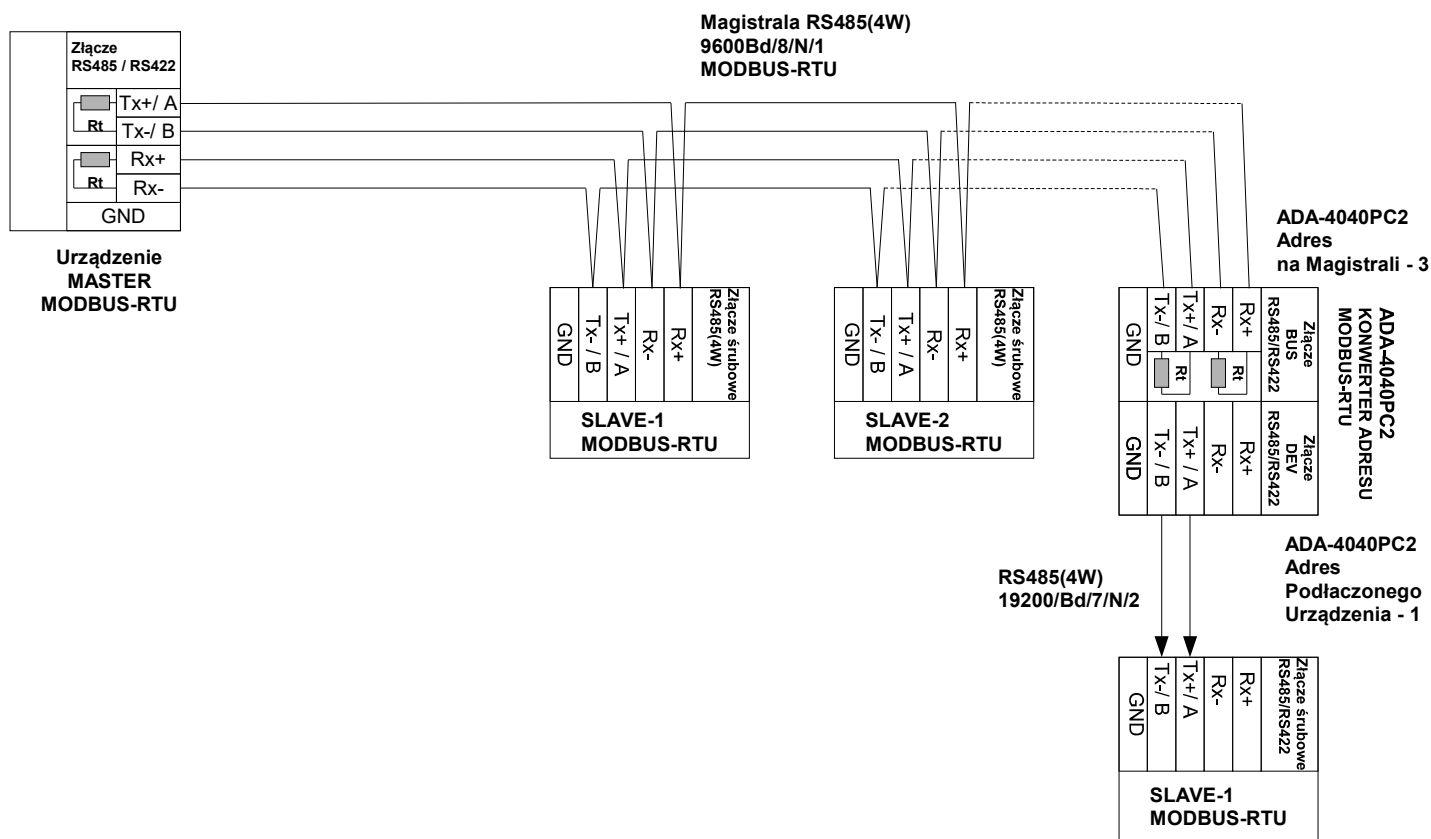 Magistrala RS485(4W)
9600Bd/8/N/1
MODBUS-RTU
Złącze
RS485 / RS422
Tx+/ A
Rt
Tx-/ B
Rx+
Rt
Rx-
GND
Urządzenie
MASTER
MODBUS-RTU
GND
Tx- / B
Tx+ / A
Rx-
Rx+
Złącze śrubowe
RS485(4W)
SLAVE-1
MODBUS-RTU
GND
Tx- / B
Tx+ / A
Rx-
Rx+
Złącze śrubowe
RS485(4W)
SLAVE-2
MODBUS-RTU
ADA-4040PC2
Adres
na Magistrali - 3
GND
Tx-/ B
Tx+/ A
Rx-
Rx+
Złącze
BUS
RS485/RS422
Rt
Rt
GND
Tx- / B
Tx+ / A
Rx-
Rx+
Złącze
DEV
RS485/RS422
ADA-4040PC2
KONWERTER ADRESU
MODBUS-RTU
RS485(4W)
19200/Bd/7/N/2
ADA-4040PC2
Adres
Podłaczonego
Urządzenia - 1
GND
Tx-/ B
Tx+/ A
Rx-
Rx+
Złącze śrubowe
RS485/RS422
SLAVE-1
MODBUS-RTU